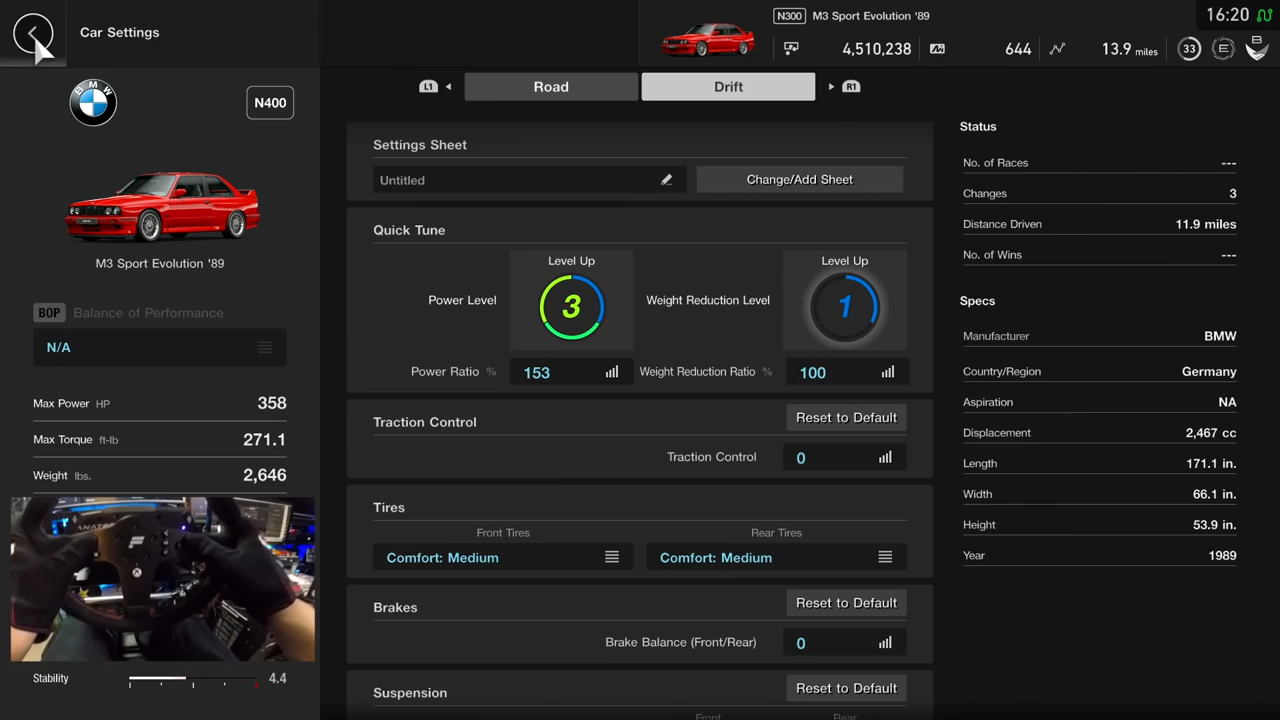 Car Settings
N300 M3 Sport Evolution '89
16:20
4,510,238
644
13.9 miles
33
E
B
BMW
N400
M3 Sport Evolution '89
BOP Balance of Performance
N/A
Max Power HP 358
Max Torque ft-lb 271.1
Weight lbs. 2,646
Stability 4.4
L1 Road Drift R1
Settings Sheet
Untitled Change/Add Sheet
Quick Tune
Level Up Level Up
Power Level 3 Weight Reduction Level 1
Power Ratio % 153 Weight Reduction Ratio % 100
Traction Control Reset to Default
Traction Control 0
Tires
Front Tires Rear Tires
Comfort: Medium Comfort: Medium
Brakes Reset to Default
Brake Balance (Front/Rear) 0
Suspension Reset to Default
Front Rear
Status
No. of Races ---
Changes 3
Distance Driven 11.9 miles
No. of Wins ---
Specs
Manufacturer BMW
Country/Region Germany
Aspiration NA
Displacement 2,467 cc
Length 171.1 in.
Width 66.1 in.
Height 53.9 in.
Year 1989